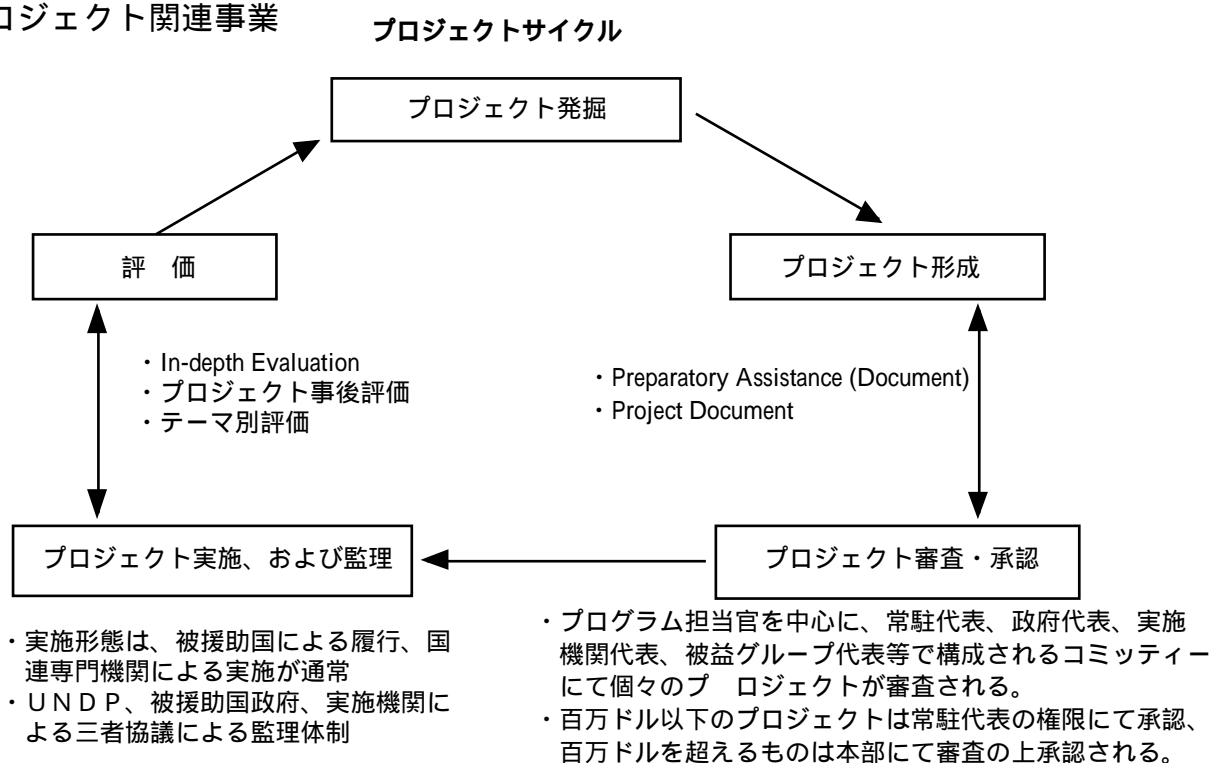 ロジェクト関連事業
プロジェクトサイクル
プロジェクト発掘
評　価
プロジェクト形成
・In-depth Evaluation
・プロジェクト事後評価
・テーマ別評価
・Preparatory Assistance (Document)
・Project Document
プロジェクト実施、および監理
プロジェクト審査・承認
・実施形態は、被援助国による履行、国
連専門機関による実施が通常
・ＵＮＤＰ、被援助国政府、実施機関に
よる三者協議による監理体制
・プログラム担当官を中心に、常駐代表、政府代表、実施
機関代表、被益グループ代表等で構成されるコミッティー
にて個々のプ　ロジェクトが審査される。
・百万ドル以下のプロジェクトは常駐代表の権限にて承認、
百万ドルを超えるものは本部にて審査の上承認される。